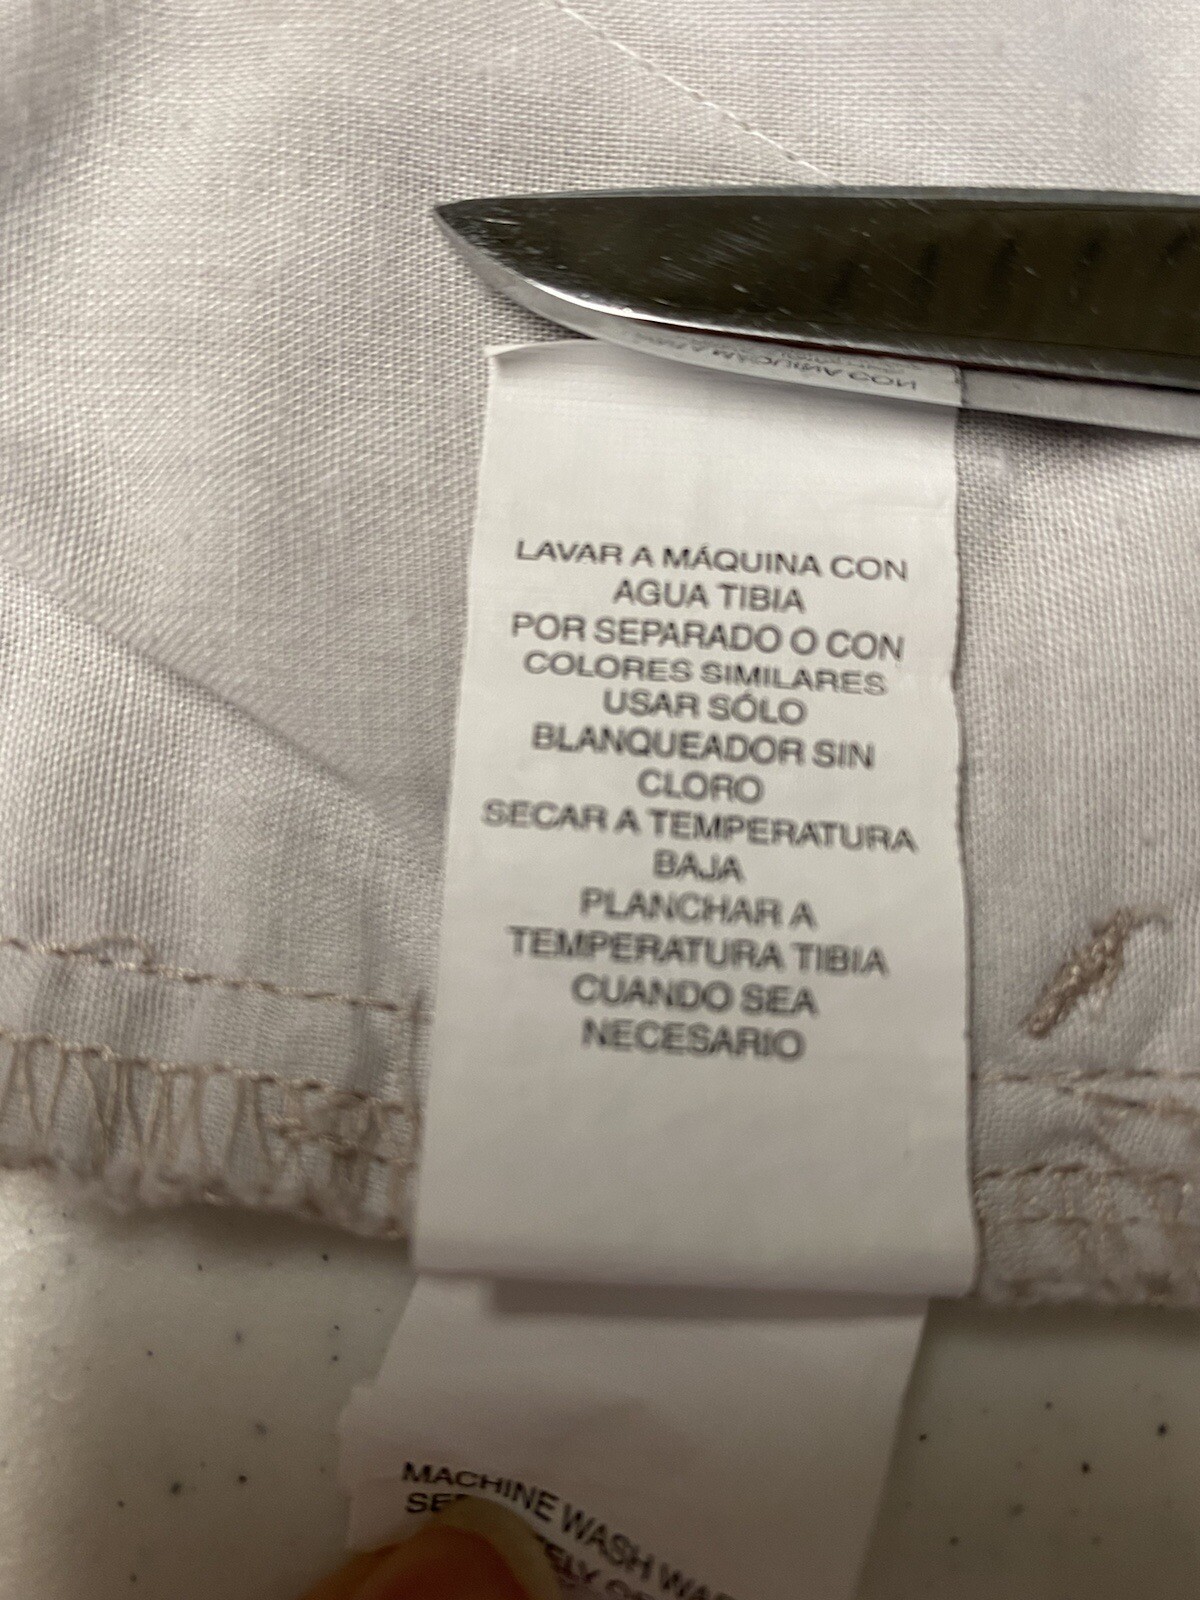 LAVAR A MÁQUINA CON
AGUA TIBIA
POR SEPARADO O CON
COLORES SIMILARES
USAR SÓLO
BLANQUEADOR SIN
CLORO
SECAR A TEMPERATURA
BAJA
PLANCHAR A
TEMPERATURA TIBIA
CUANDO SEA
NECESARIO
MACHINE WASH